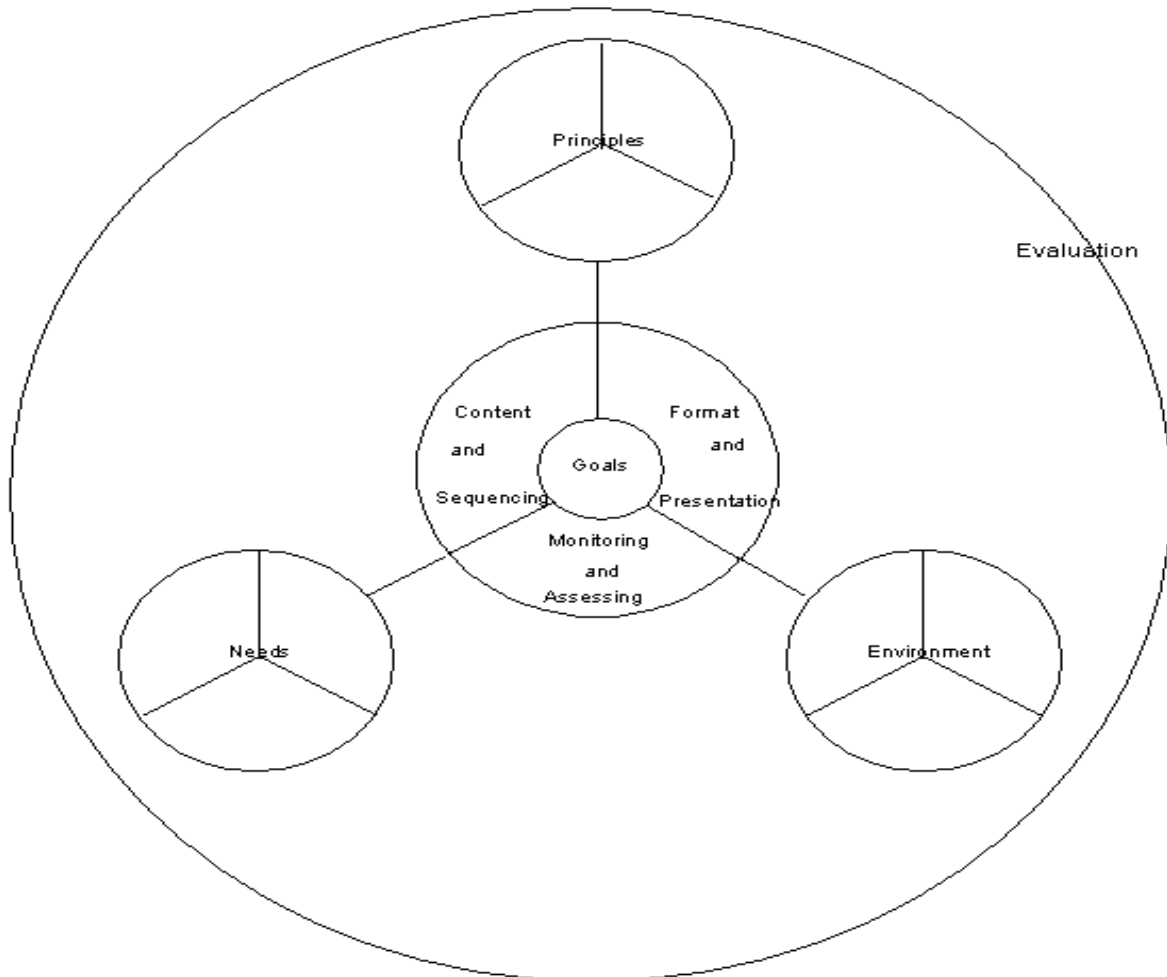 Principles
Evaluation
Content
and
Sequencing
Format
and
Presentation
Goals
Monitoring
and
Assessing
Needs
Environment